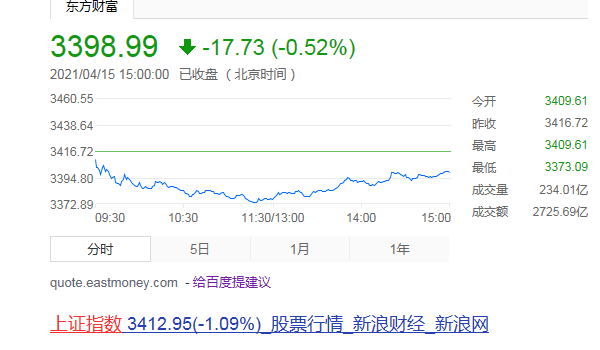 东方财富
3398.99 -17.73 (-0.52%)
2021/04/15 15:00:00 已收盘 （北京时间）
3460.55
3438.64
3416.72
3394.80
3372.89
09:30 10:30 11:30/13:00 14:00 15:00
今开 3409.61
昨收 3416.72
最高 3409.61
最低 3373.09
成交量 234.01亿
成交额 2725.69亿
分时 5日 1月 1年
quote.eastmoney.com - 给百度提建议
上证指数 3412.95(-1.09%)_股票行情_新浪财经_新浪网